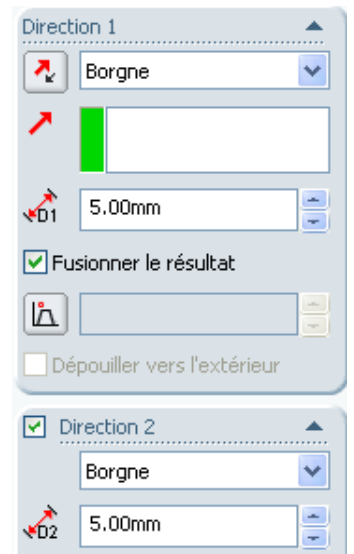 Direction 1
Borgne
D1 5.00mm
Fusionner le résultat
Dépouiller vers l'extérieur
Direction 2
Borgne
D2 5.00mm